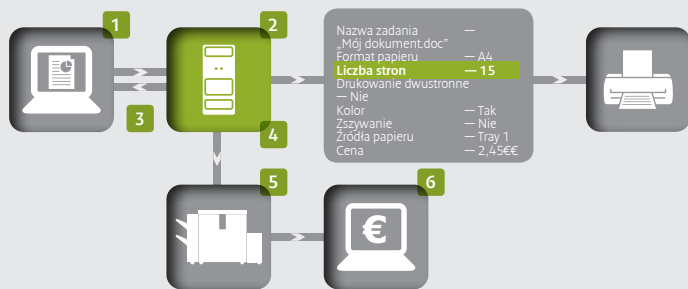 1
2
Nazwa zadania —
„Mój dokument.doc”
Format papieru — A4
Liczba stron — 15
Drukowanie dwustronne
— Nie
Kolor — Tak
Zszywanie — Nie
Źródła papieru — Tray 1
Cena — 2,45€€
3
4
5
6
€